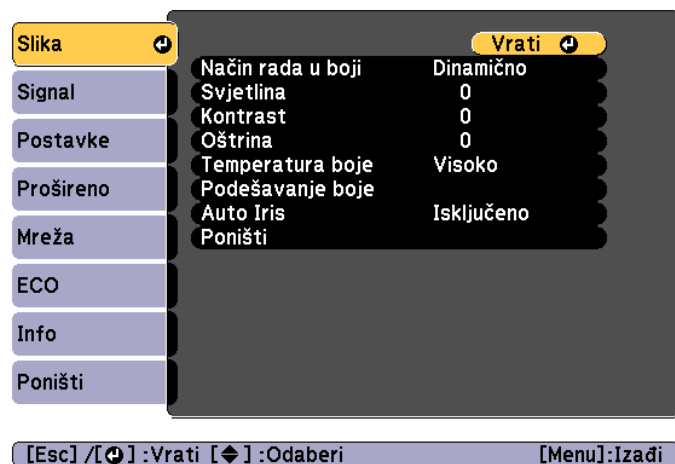 Slika
Signal
Postavke
Prošireno
Mreža
ECO
Info
Poništi
Vrati
Način rada u boji Dinamično
Svjetlina 0
Kontrast 0
Oštrina 0
Temperatura boje Visoko
Podešavanje boje
Auto Iris Isključeno
Poništi
[Esc] /[⏎] :Vrati [◆] :Odaberi [Menu]:Izađi